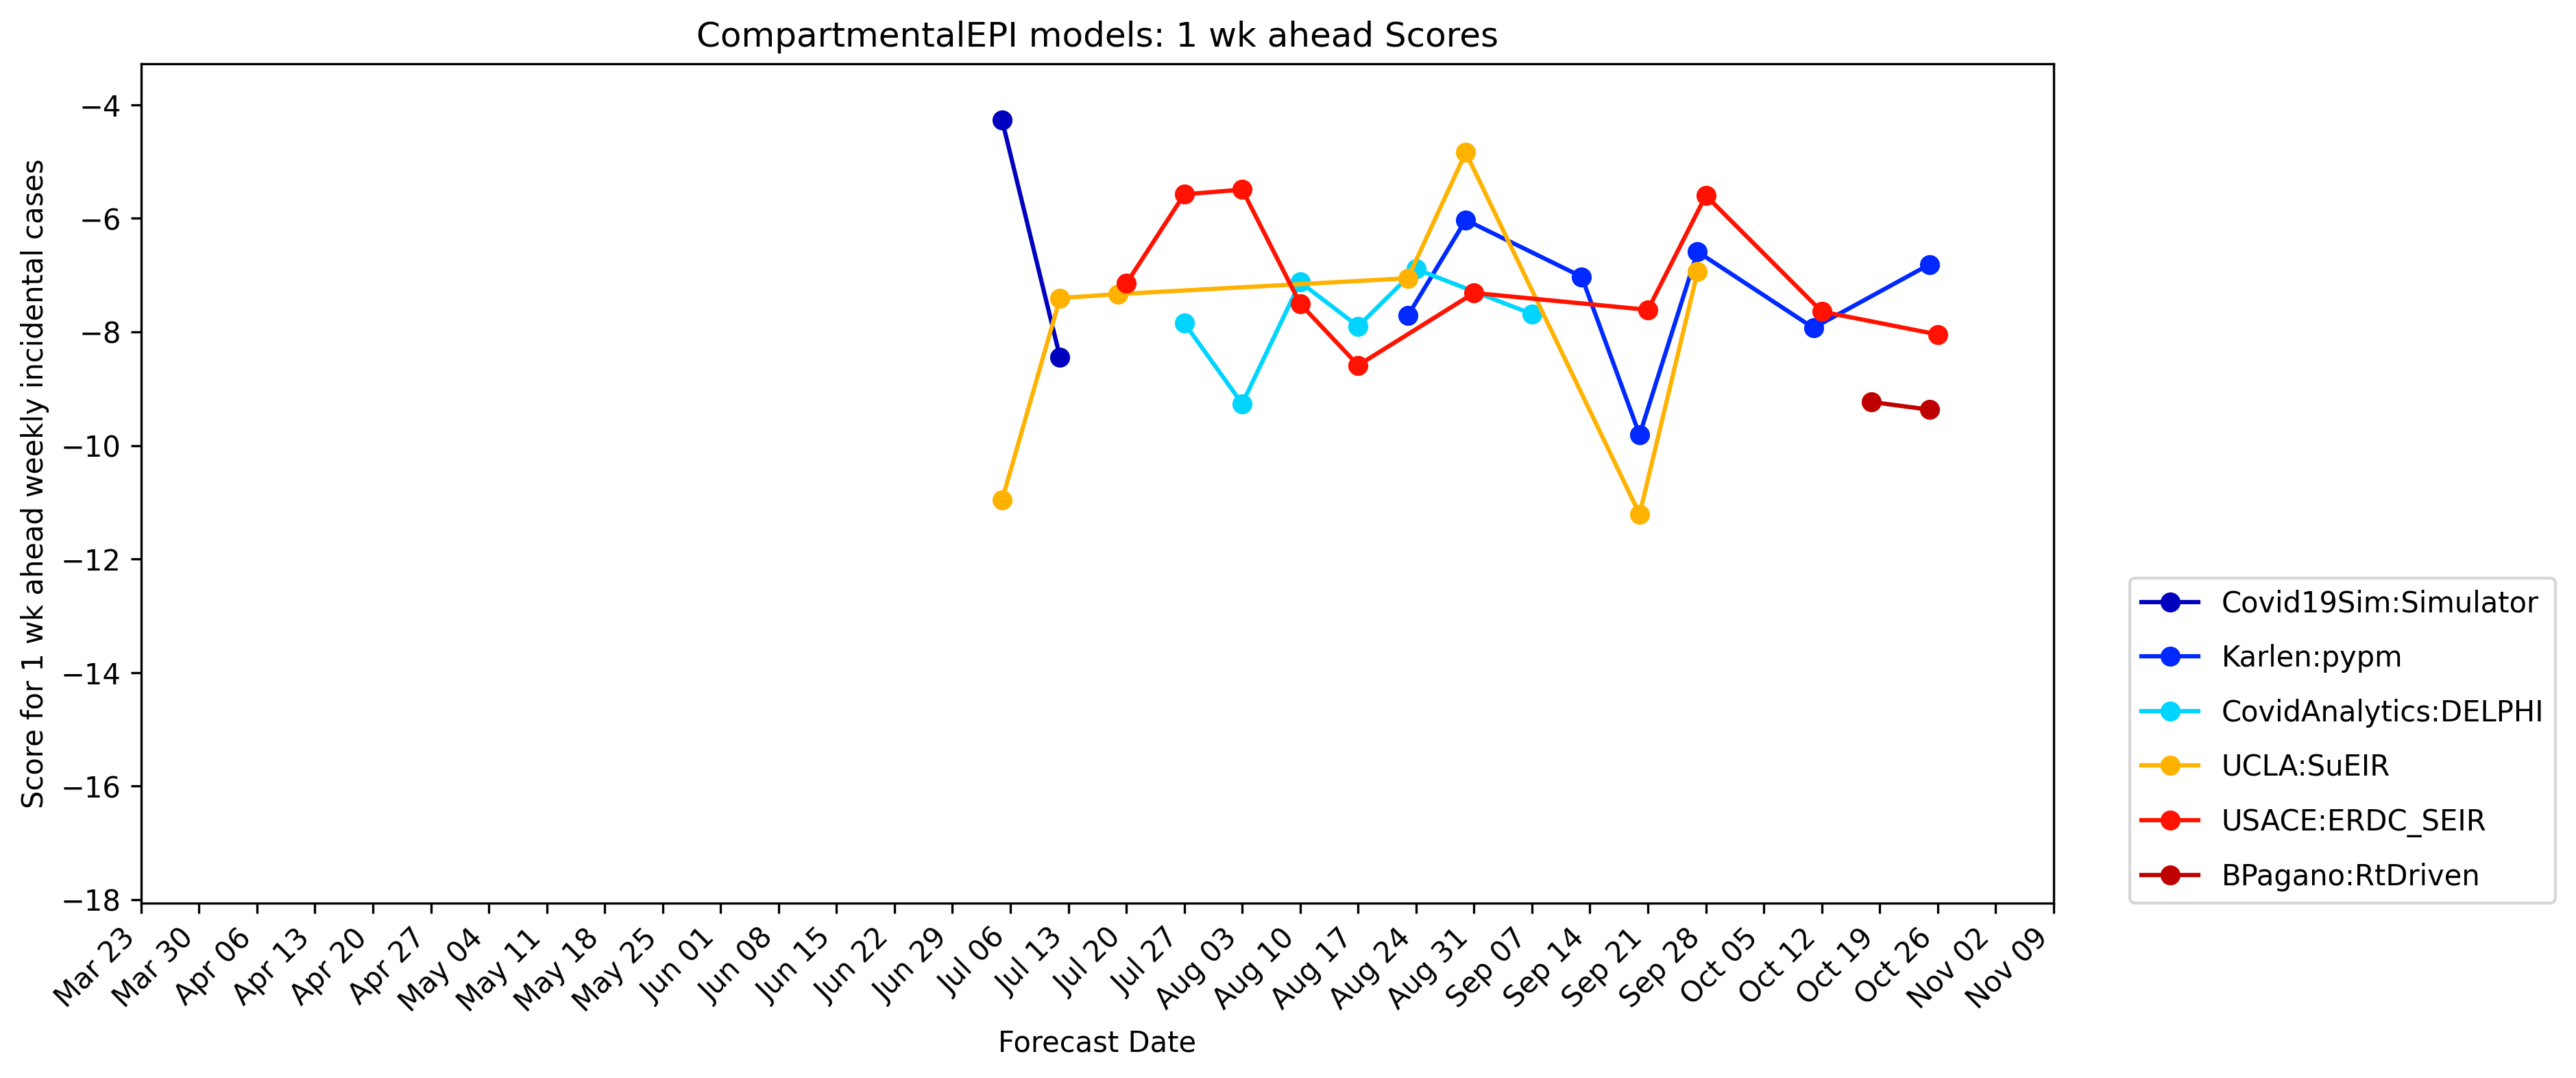 CompartmentalEPI models: 1 wk ahead Scores
Score for 1 wk ahead weekly incidental cases
−4
−6
−8
−10
−12
−14
−16
−18
Mar 23
Mar 30
Apr 06
Apr 13
Apr 20
Apr 27
May 04
May 11
May 18
May 25
Jun 01
Jun 08
Jun 15
Jun 22
Jun 29
Jul 06
Jul 13
Jul 20
Jul 27
Aug 03
Aug 10
Aug 17
Aug 24
Aug 31
Sep 07
Sep 14
Sep 21
Sep 28
Oct 05
Oct 12
Oct 19
Oct 26
Nov 02
Nov 09
Forecast Date
Covid19Sim:Simulator
Karlen:pypm
CovidAnalytics:DELPHI
UCLA:SuEIR
USACE:ERDC_SEIR
BPagano:RtDriven